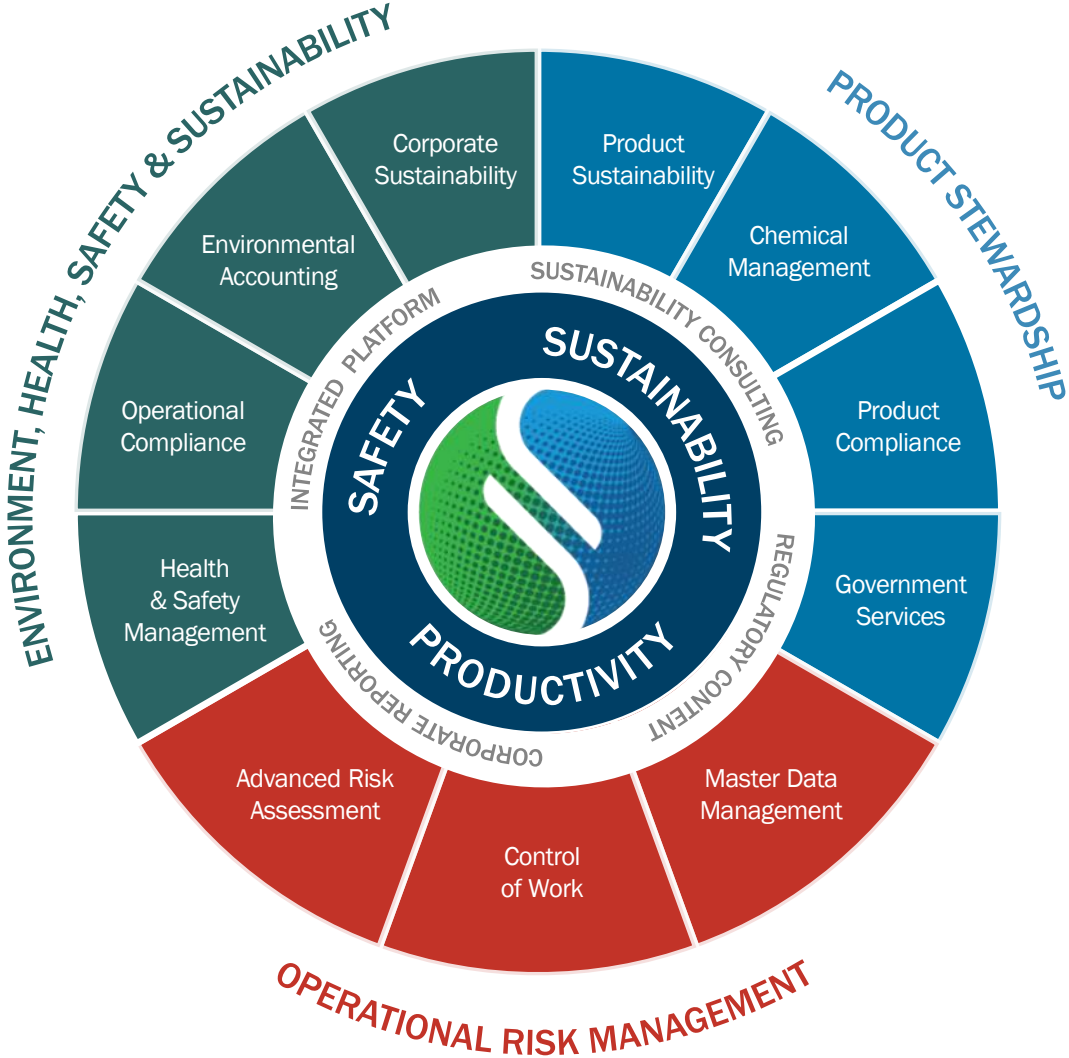 ENVIRONMENT, HEALTH, SAFETY & SUSTAINABILITY
PRODUCT STEWARDSHIP
OPERATIONAL RISK MANAGEMENT
Corporate
Sustainability
Product
Sustainability
Environmental
Accounting
Chemical
Management
Operational
Compliance
Product
Compliance
Health
& Safety
Management
Government
Services
Advanced Risk
Assessment
Control
of Work
Master Data
Management
INTEGRATED PLATFORM
SUSTAINABILITY CONSULTING
REGULATORY CONTENT
CORPORATE REPORTING
SAFETY
SUSTAINABILITY
PRODUCTIVITY